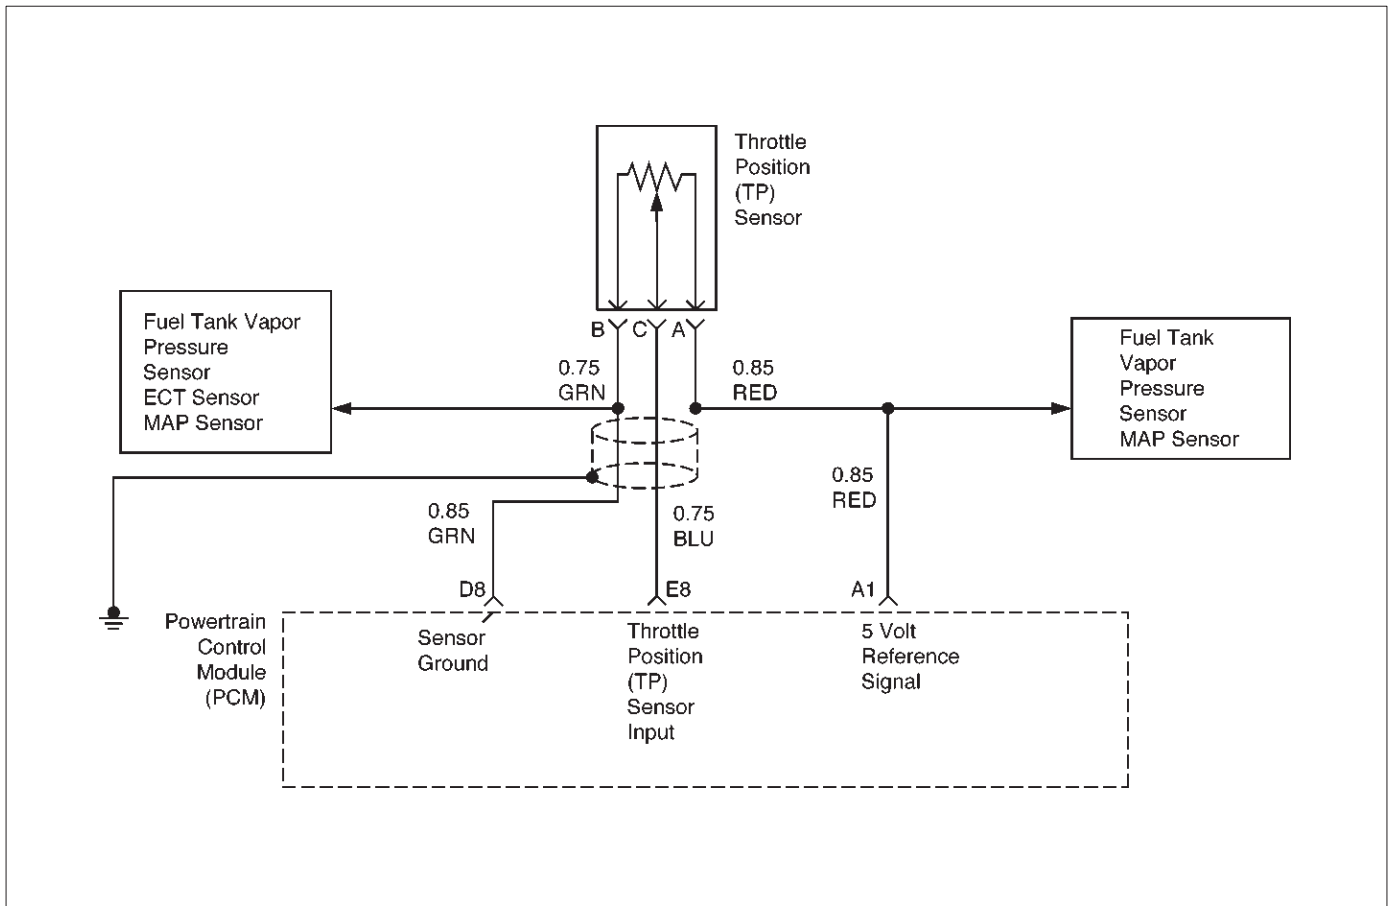 Throttle
Position
(TP)
Sensor
Fuel Tank Vapor
Pressure
Sensor
ECT Sensor
MAP Sensor
B C A
0.75
GRN
0.85
RED
Fuel Tank
Vapor
Pressure
Sensor
MAP Sensor
0.85
GRN
0.75
BLU
0.85
RED
D8
E8
A1
Powertrain
Control
Module
(PCM)
Sensor
Ground
Throttle
Position
(TP)
Sensor
Input
5 Volt
Reference
Signal